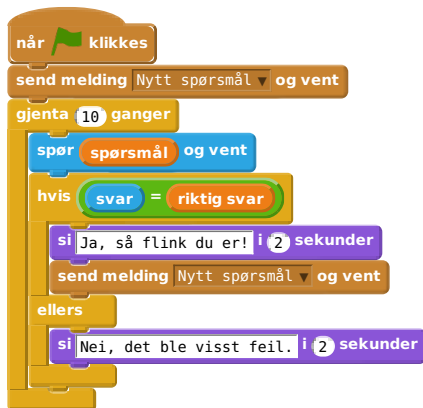 når klikkes
send melding Nytt spørsmål ▼ og vent
gjenta 10 ganger
spør spørsmål og vent
hvis svar = riktig svar
si Ja, så flink du er! i 2 sekunder
send melding Nytt spørsmål ▼ og vent
ellers
si Nei, det ble visst feil. i 2 sekunder